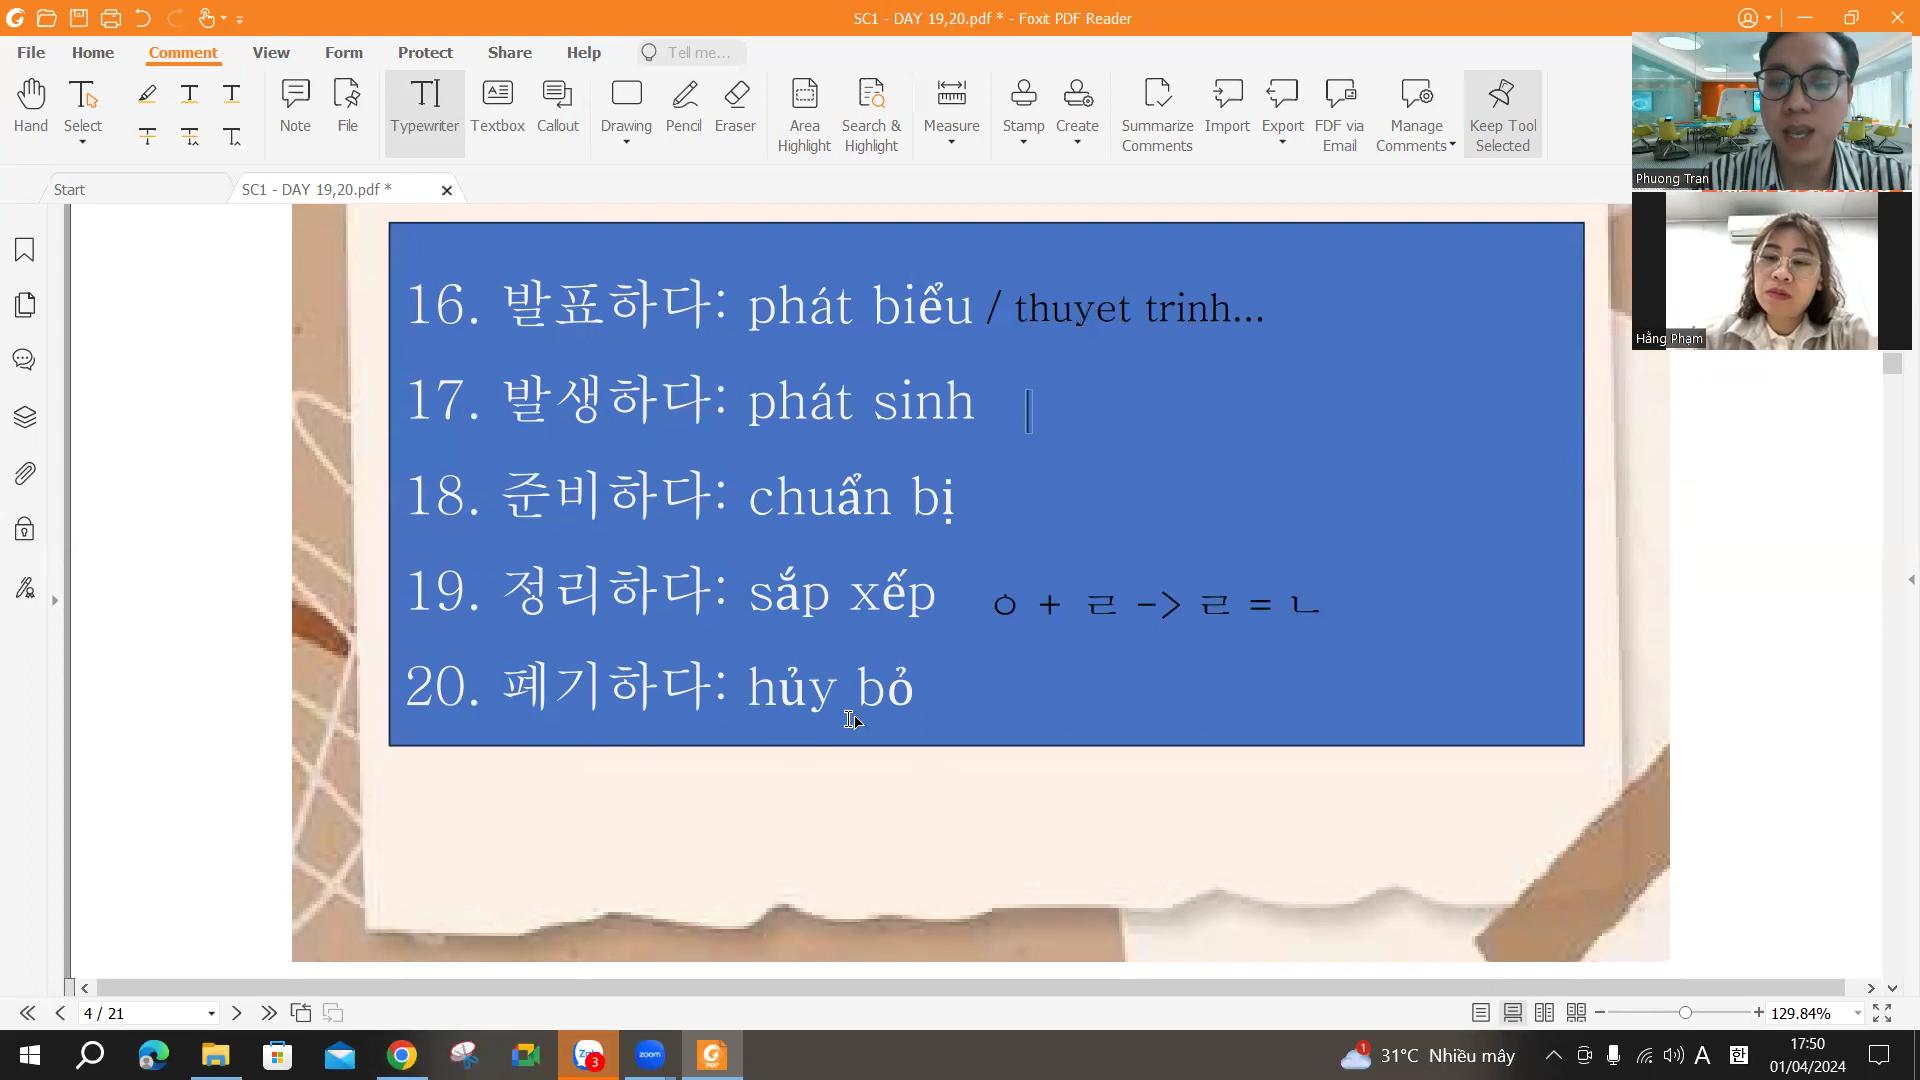 SC1 - DAY 19,20.pdf * - Foxit PDF Reader
File Home Comment View Form Protect Share Help Tell me...
Hand Select Note File Typewriter Textbox Callout Drawing Pencil Eraser Area Highlight Search & Highlight Measure Stamp Create Summarize Comments Import Export FDF via Email Manage Comments Keep Tool Selected
Start SC1 - DAY 19,20.pdf *
Phuong Tran
Hằng Phạm
16. 발표하다: phát biểu / thuyet trinh...
17. 발생하다: phát sinh
18. 준비하다: chuẩn bị
19. 정리하다: sắp xếp ㅇ + ㄹ -> ㄹ = ㄴ
20. 폐기하다: hủy bỏ
4 / 21
129.84%
zoom
3
1
31°C Nhiều mây
A 한
17:50
01/04/2024